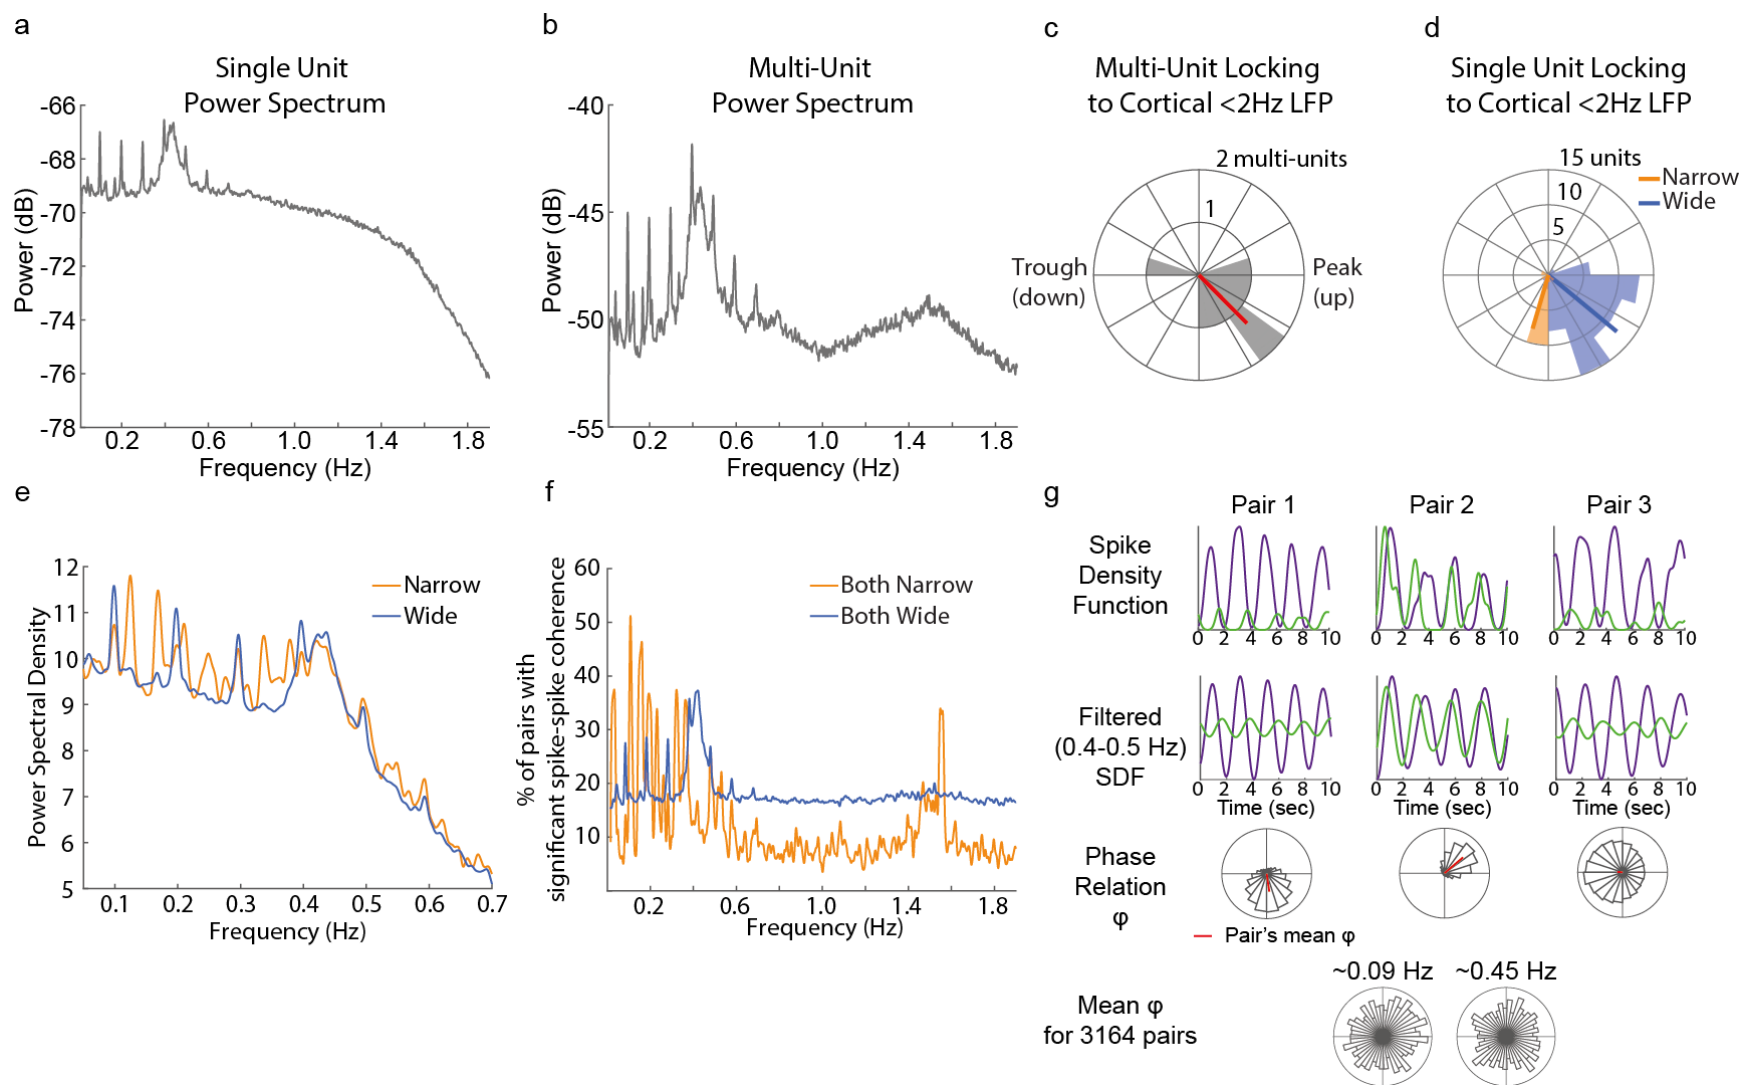 a
Single Unit
Power Spectrum
-66
-68
-70
-72
-74
-76
-78
Power (dB)
0.2 0.6 1.0 1.4 1.8
Frequency (Hz)
b
Multi-Unit
Power Spectrum
-40
-45
-50
-55
Power (dB)
0.2 0.6 1.0 1.4 1.8
Frequency (Hz)
c
Multi-Unit Locking
to Cortical <2Hz LFP
2 multi-units
1
Trough
(down)
Peak
(up)
d
Single Unit Locking
to Cortical <2Hz LFP
15 units
10
5
Narrow
Wide
e
12
11
10
9
8
7
6
5
Power Spectral Density
Narrow
Wide
0.1 0.2 0.3 0.4 0.5 0.6 0.7
Frequency (Hz)
f
60
50
40
30
20
10
% of pairs with
significant spike-spike coherence
Both Narrow
Both Wide
0.2 0.6 1.0 1.4 1.8
Frequency (Hz)
g
Pair 1 Pair 2 Pair 3
Spike
Density
Function
0 2 4 6 8 10
0 2 4 6 8 10
0 2 4 6 8 10
Filtered
(0.4-0.5 Hz)
SDF
0 2 4 6 8 10
0 2 4 6 8 10
0 2 4 6 8 10
Time (sec) Time (sec) Time (sec)
Phase
Relation
φ
Pair's mean φ
~0.09 Hz ~0.45 Hz
Mean φ
for 3164 pairs